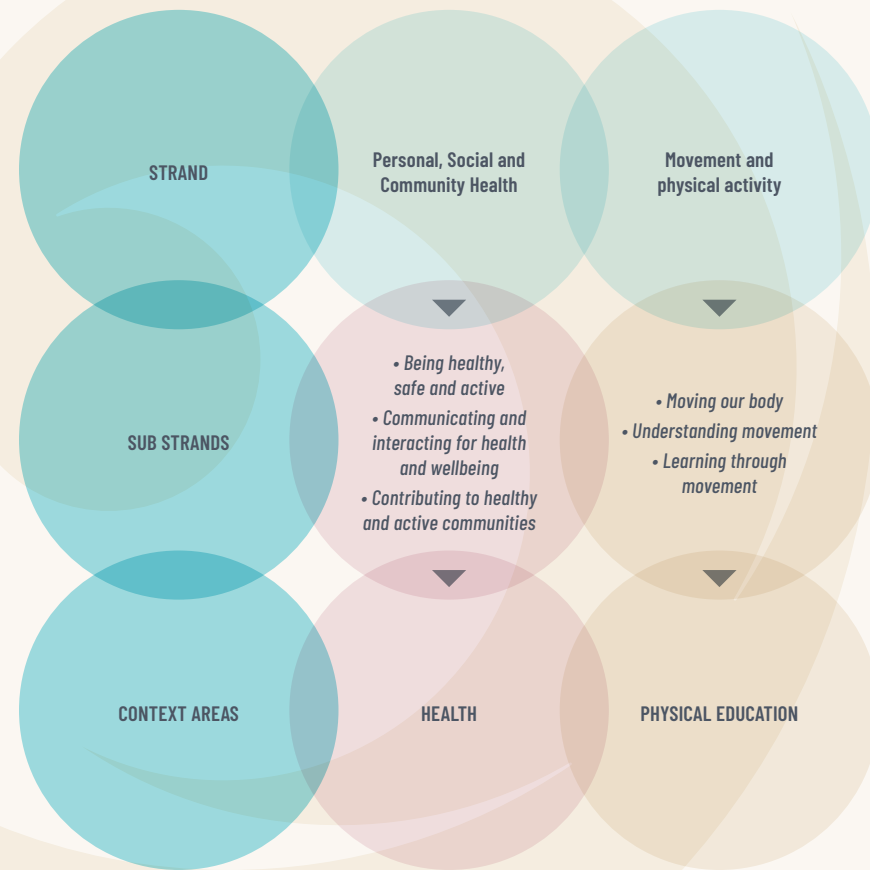 STRAND
Personal, Social and
Community Health
Movement and
physical activity
SUB STRANDS
• Being healthy,
safe and active
• Communicating and
interacting for health
and wellbeing
• Contributing to healthy
and active communities
• Moving our body
• Understanding movement
• Learning through
movement
CONTEXT AREAS
HEALTH
PHYSICAL EDUCATION